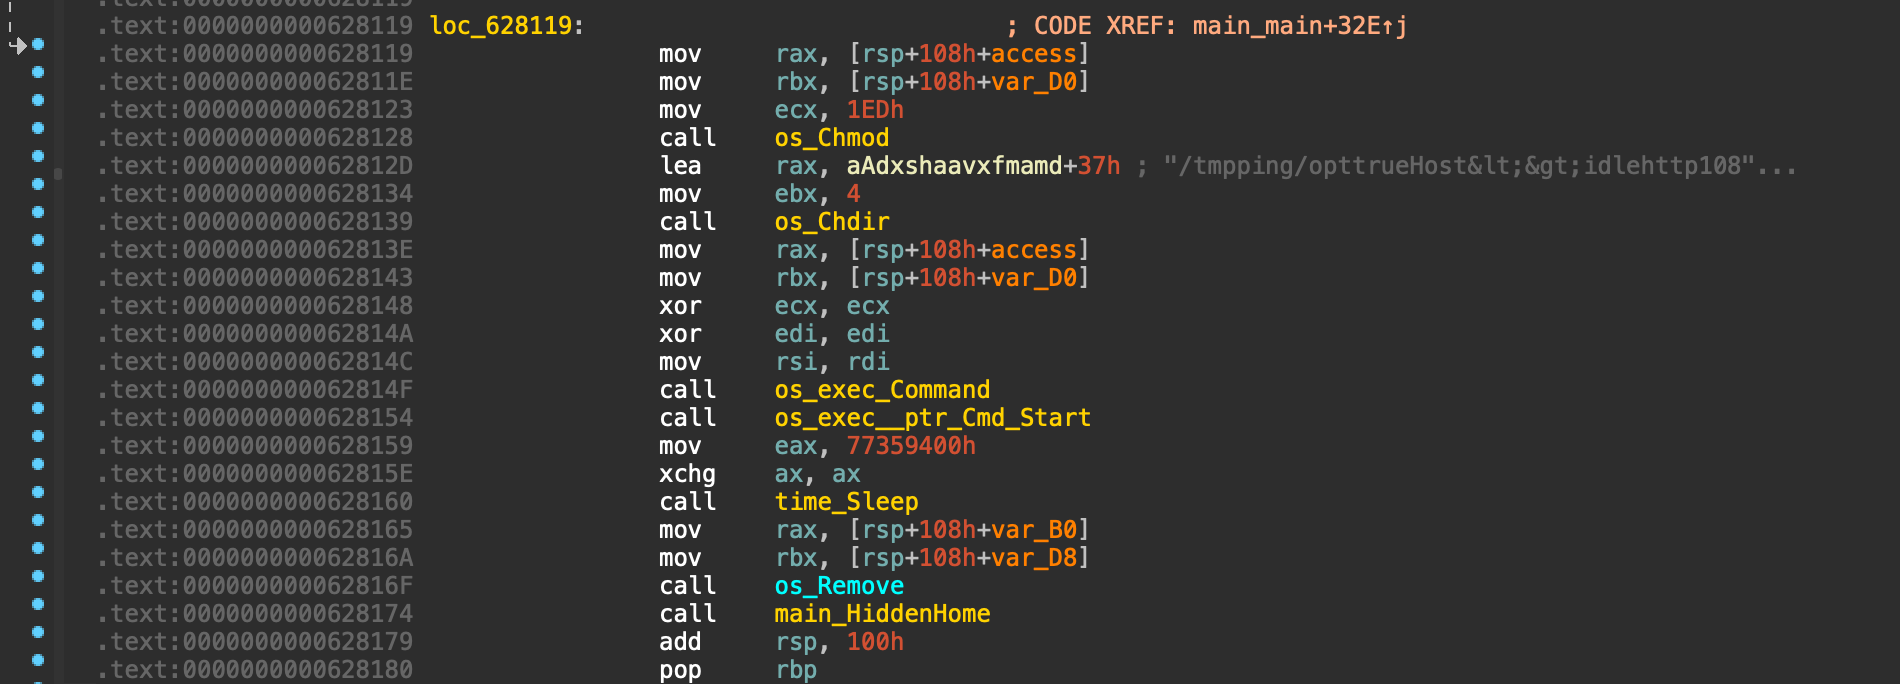 .text:0000000000628119
.text:0000000000628119 loc_628119: ; CODE XREF: main_main+32E↑j
.text:0000000000628119 mov rax, [rsp+108h+access]
.text:000000000062811E mov rbx, [rsp+108h+var_D0]
.text:0000000000628123 mov ecx, 1EDh
.text:0000000000628128 call os_Chmod
.text:000000000062812D lea rax, aAdxshaavxfmamd+37h ; "/tmpping/opttrueHost&lt;&gt;idlehttp108"...
.text:0000000000628134 mov ebx, 4
.text:0000000000628139 call os_Chdir
.text:000000000062813E mov rax, [rsp+108h+access]
.text:0000000000628143 mov rbx, [rsp+108h+var_D0]
.text:0000000000628148 xor ecx, ecx
.text:000000000062814A xor edi, edi
.text:000000000062814C mov rsi, rdi
.text:000000000062814F call os_exec_Command
.text:0000000000628154 call os_exec__ptr_Cmd_Start
.text:0000000000628159 mov eax, 77359400h
.text:000000000062815E xchg ax, ax
.text:0000000000628160 call time_Sleep
.text:0000000000628165 mov rax, [rsp+108h+var_B0]
.text:000000000062816A mov rbx, [rsp+108h+var_D8]
.text:000000000062816F call os_Remove
.text:0000000000628174 call main_HiddenHome
.text:0000000000628179 add rsp, 100h
.text:0000000000628180 pop rbp